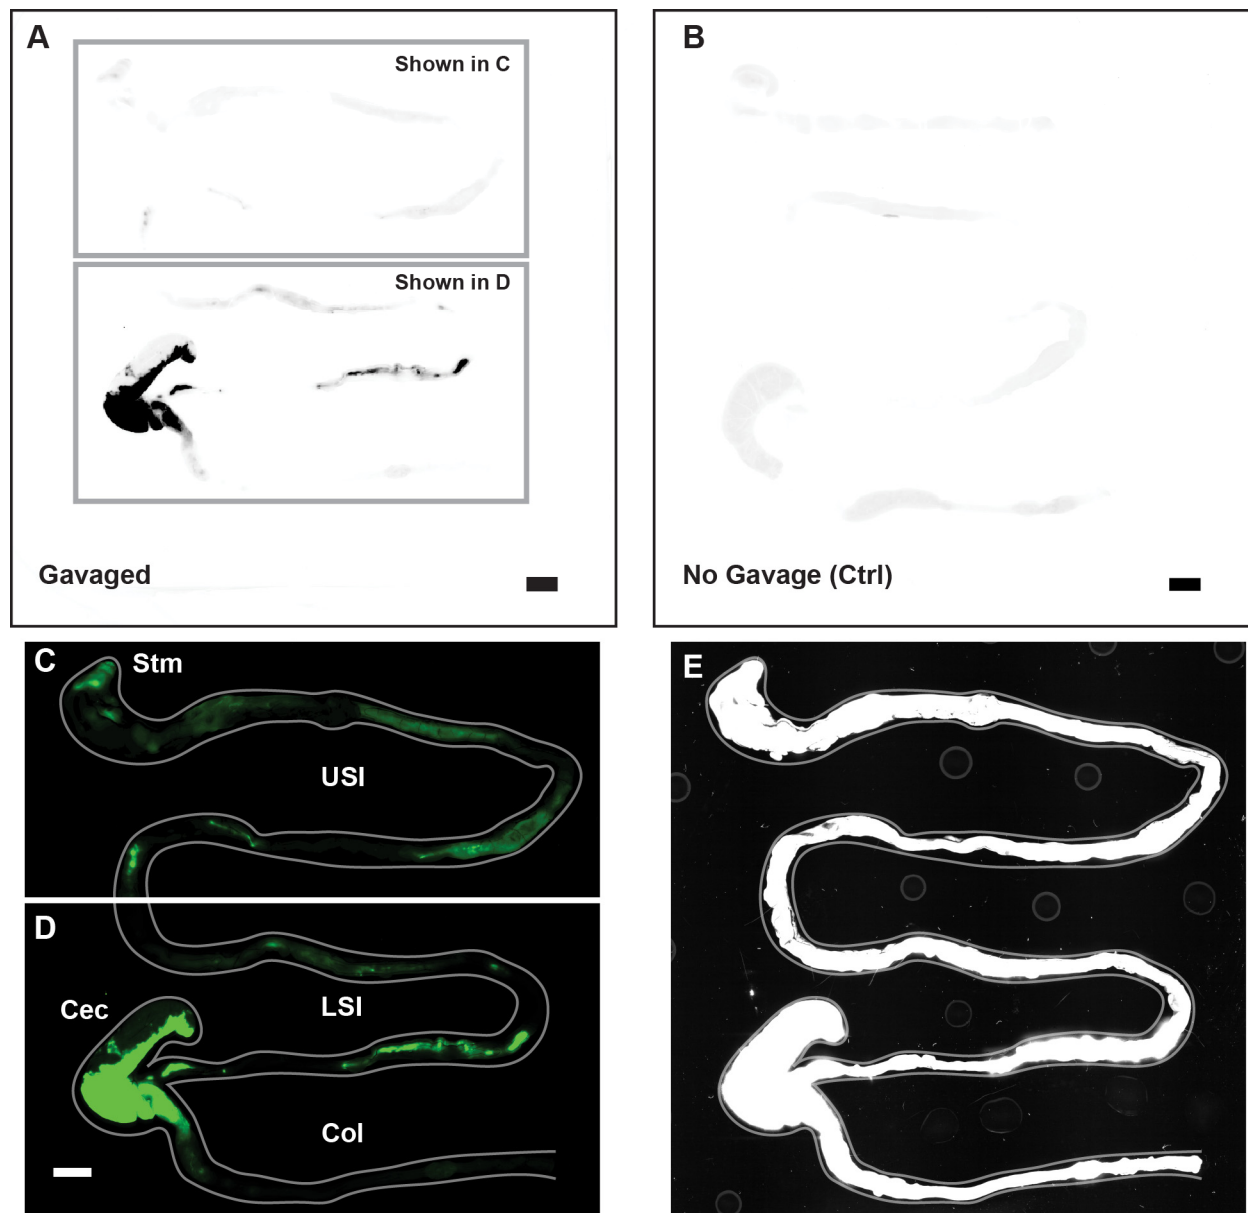 A
Shown in C
Shown in D
Gavaged
B
No Gavage (Ctrl)
C
Stm
USI
D
Cec
LSI
Col
E